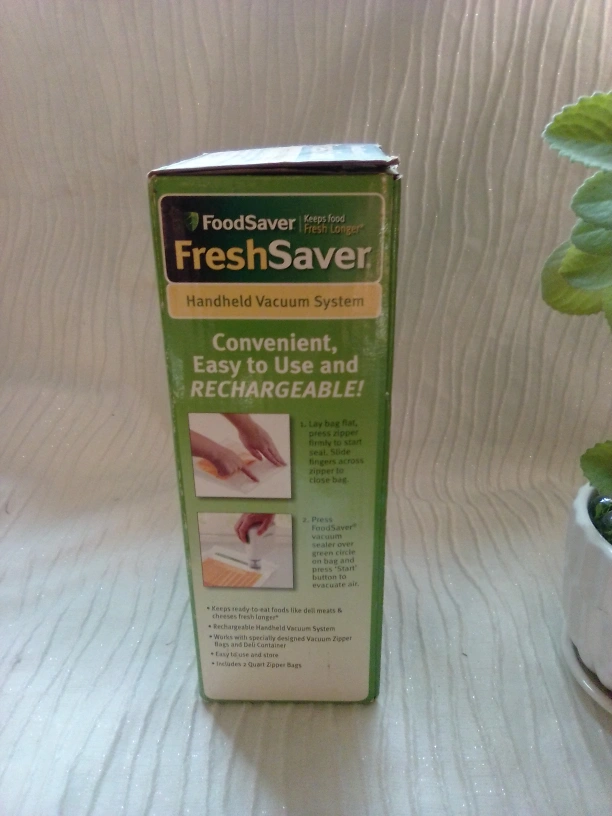 FoodSaver | Keeps food
Fresh Longer*
FreshSaver®
Handheld Vacuum System
Convenient,
Easy to Use and
RECHARGEABLE!
1. Lay bag flat,
press zipper
firmly to start
seal. Slide
fingers across
zipper to
close bag.
2. Press
FoodSaver®
vacuum
sealer over
green circle
on bag and
press 'Start'
button to
evacuate air.
• Keeps ready-to-eat foods like deli meats &
cheeses fresh longer*
• Rechargeable Handheld Vacuum System
• Works with specially designed Vacuum Zipper
Bags and Deli Container
• Easy to use and store
• Includes 2 Quart Zipper Bags